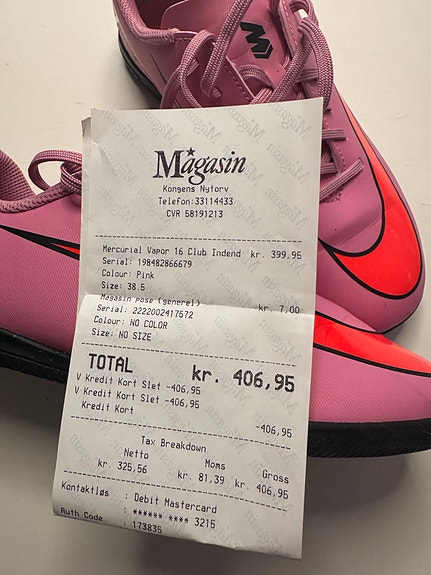 Magasin
Kongens Nytorv
Telefon:33114433
CVR 58191213
Mercurial Vapor 16 Club Indend kr. 399,95
Serial: 198482866679
Colour: Pink
Size: 38.5
Magasin pose (generel) kr. 7,00
Serial: 2222002417572
Colour: NO COLOR
Size: NO SIZE
TOTAL kr. 406,95
V Kredit Kort Slet -406,95
V Kredit Kort Slet -406,95
Kredit Kort -406,95
Tax Breakdown
Netto Moms Gross
kr. 325,56 kr. 81,39 kr. 406,95
Kontaktløs : Debit Mastercard
: ****** **** 3215
Auth Code : 173835